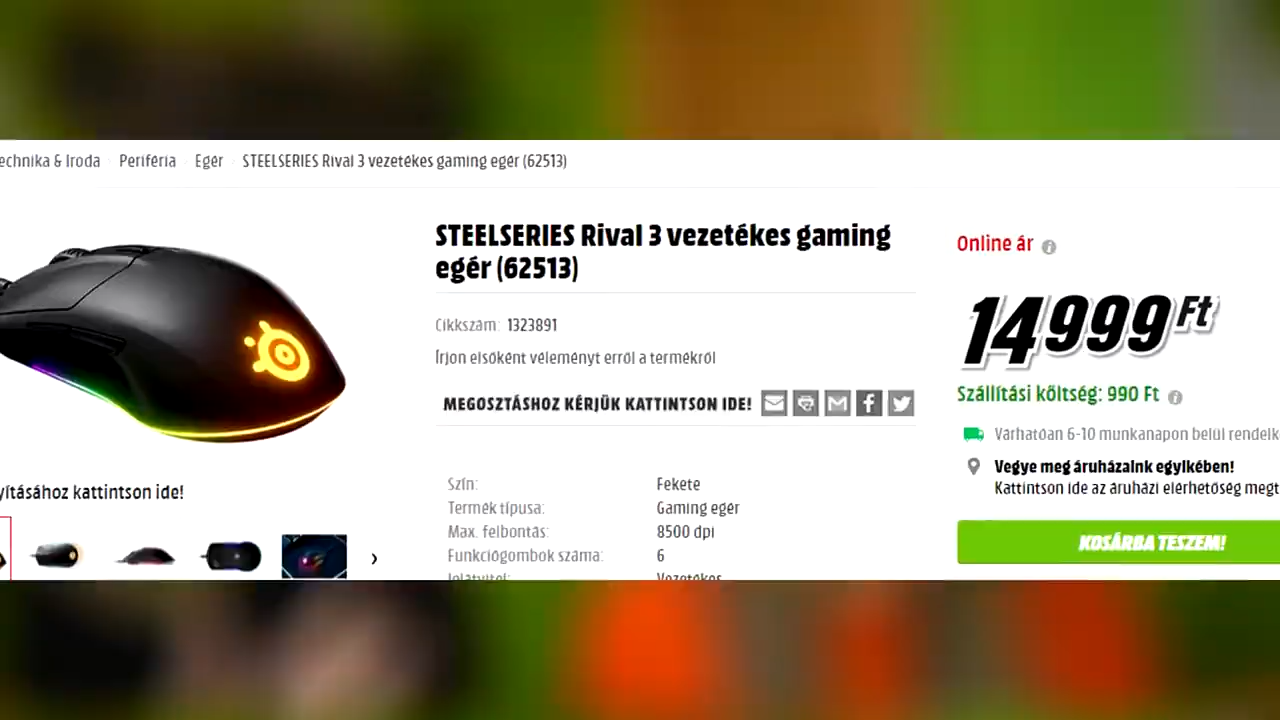 echnika & Iroda Periféria Egér STEELSERIES Rival 3 vezetékes gaming egér (62513)
STEELSERIES Rival 3 vezetékes gaming
egér (62513)
Cikkszám: 1323891
Írjon elsőként véleményt erről a termékről
MEGOSZTÁSHOZ KÉRJÜK KATTINTSON IDE!
yításához kattintson ide!
Szín: Fekete
Termék típusa: Gaming egér
Max. felbontás: 8500 dpi
Funkciógombok száma: 6
Jelátvitel: Vezetékes
Online ár
14999 Ft
Szállítási költség: 990 Ft
Várhatóan 6-10 munkanapon belül rendelk
Vegye meg áruházaink egyikében!
Kattintson ide az áruházi elérhetőség megt
KOSÁRBA TESZEM!